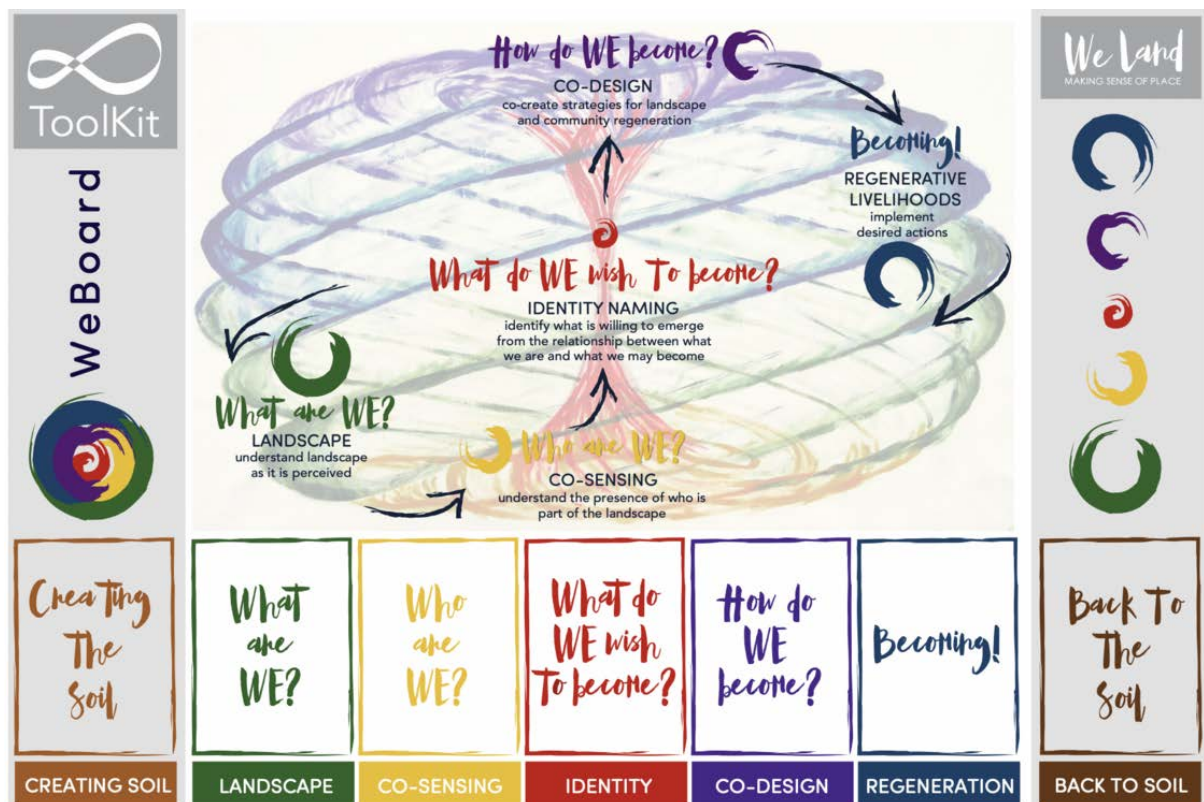 ToolKit
WeBoard
How do WE become?
CO-DESIGN
co-create strategies for landscape
and community regeneration
We Land
MAKING SENSE OF PLACE
Becoming!
REGENERATIVE
LIVELIHOODS
implement
desired actions
What do WE wish To become?
IDENTITY NAMING
identify what is willing to emerge
from the relationship between what
we are and what we may become
What are WE?
LANDSCAPE
understand landscape
as it is perceived
Who are WE?
CO-SENSING
understand the presence of who is
part of the landscape
Creating
The
Soil
CREATING SOIL
What
are
WE?
LANDSCAPE
Who
are
WE?
CO-SENSING
What do
WE wish
To become?
IDENTITY
How do
WE
become?
CO-DESIGN
Becoming!
REGENERATION
Back To
The
Soil
BACK TO SOIL